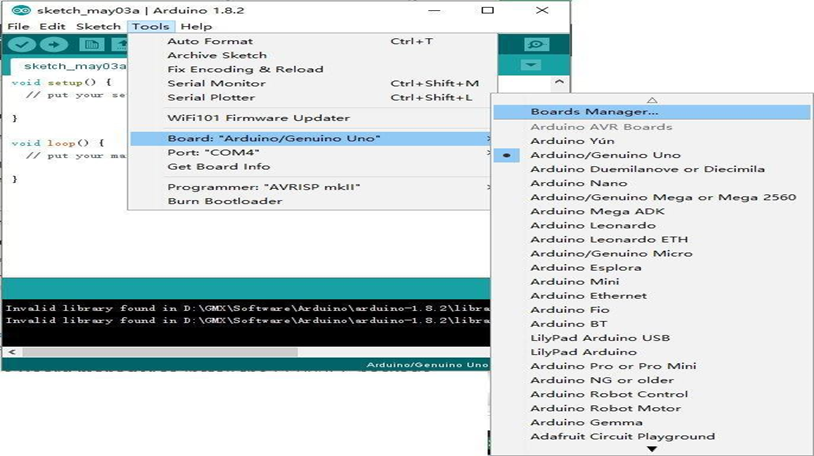 sketch_may03a | Arduino 1.8.2
File Edit Sketch Tools Help
sketch_may03a
void setup() {
// put your se
}
void loop() {
// put your ma
}
Auto Format Ctrl+T
Archive Sketch
Fix Encoding & Reload
Serial Monitor Ctrl+Shift+M
Serial Plotter Ctrl+Shift+L
WiFi101 Firmware Updater
Board: "Arduino/Genuino Uno"
Port: "COM4"
Get Board Info
Programmer: "AVRISP mkII"
Burn Bootloader
Boards Manager...
Arduino AVR Boards
Arduino Yún
Arduino/Genuino Uno
Arduino Duemilanove or Diecimila
Arduino Nano
Arduino/Genuino Mega or Mega 2560
Arduino Mega ADK
Arduino Leonardo
Arduino Leonardo ETH
Arduino/Genuino Micro
Arduino Esplora
Arduino Mini
Arduino Ethernet
Arduino Fio
Arduino BT
LilyPad Arduino USB
LilyPad Arduino
Arduino Pro or Pro Mini
Arduino NG or older
Arduino Robot Control
Arduino Robot Motor
Arduino Gemma
Adafruit Circuit Playground
Invalid library found in D:\GMX\Software\Arduino\arduino-1.8.2\libra
Invalid library found in D:\GMX\Software\Arduino\arduino-1.8.2\libra
Arduino/Genuino Uno